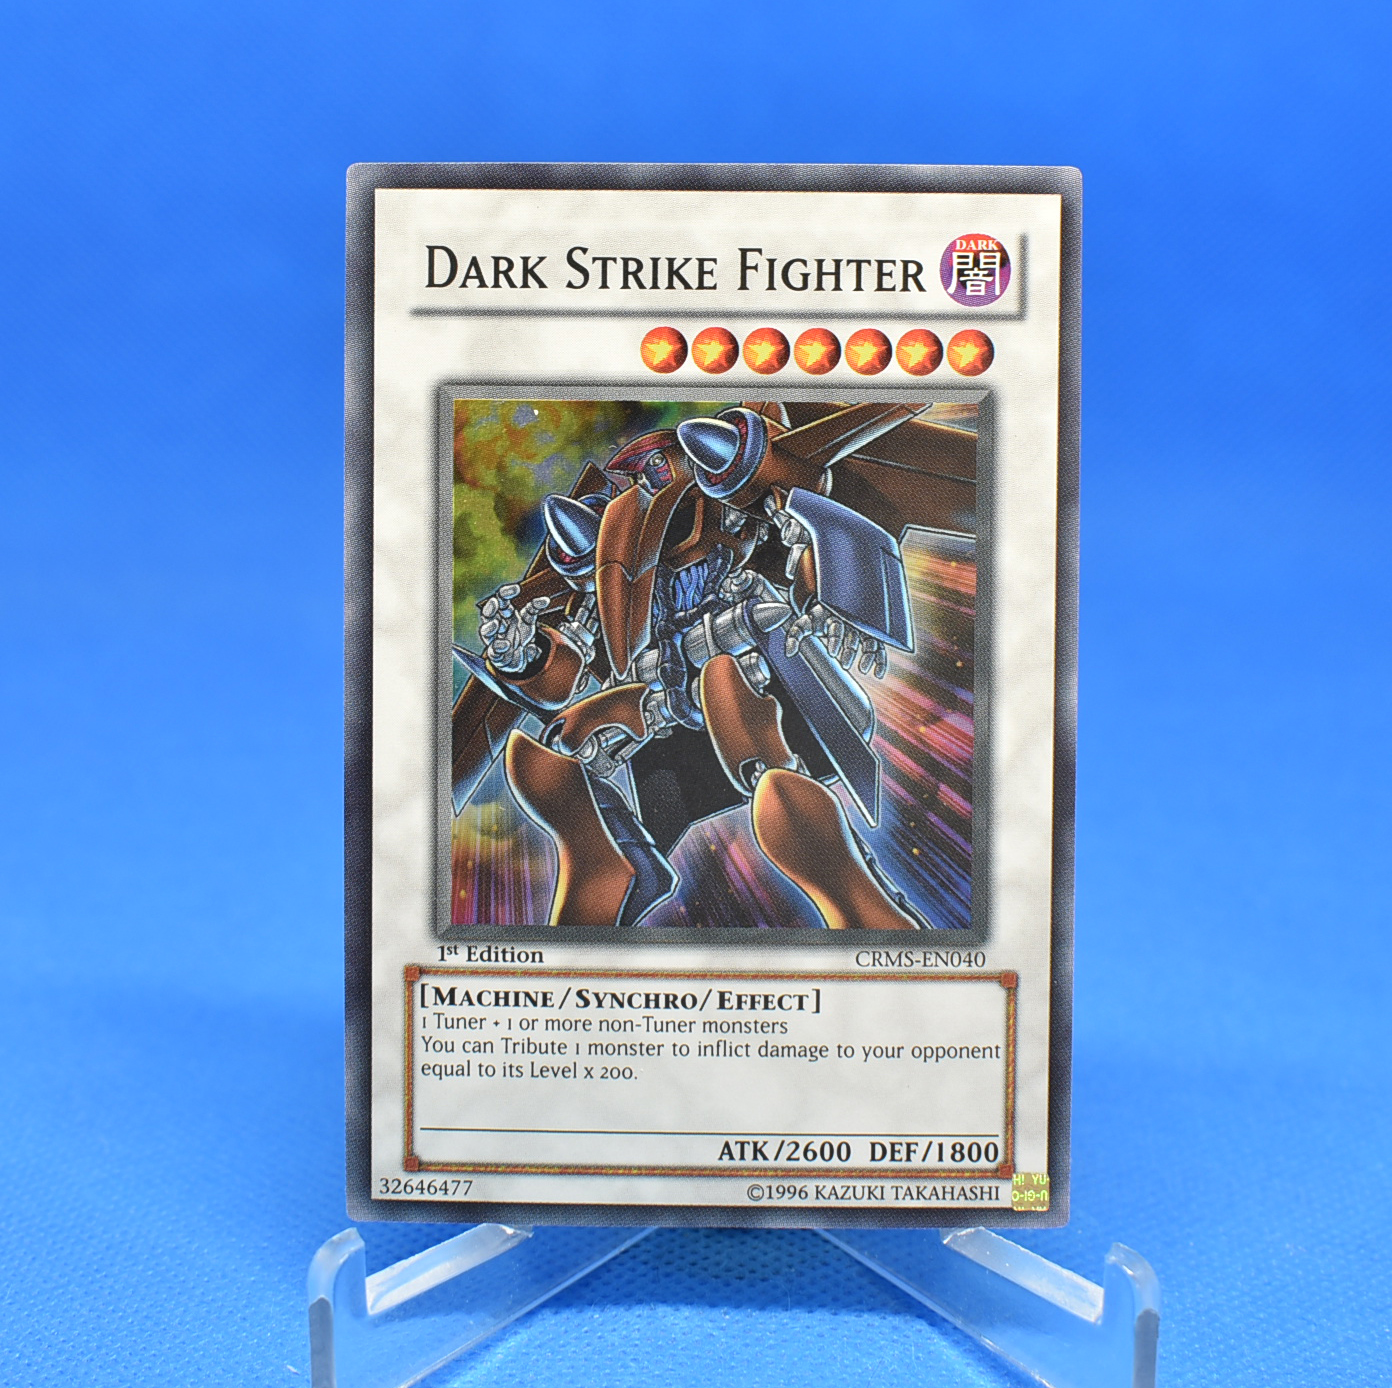 DARK STRIKE FIGHTER
DARK
闇
1st Edition
CRMS-EN040
[MACHINE/SYNCHRO/EFFECT]
1 Tuner + 1 or more non-Tuner monsters
You can Tribute 1 monster to inflict damage to your opponent
equal to its Level x 200.
ATK/2600 DEF/1800
32646477
©1996 KAZUKI TAKAHASHI